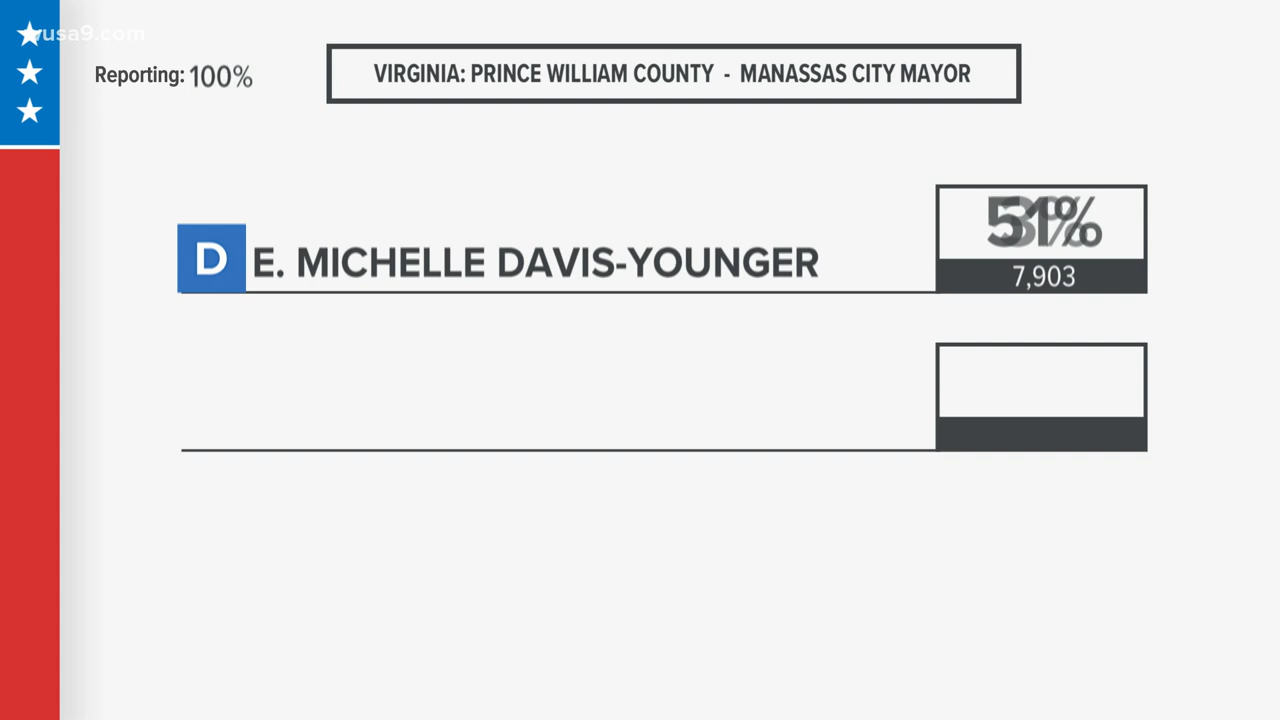 wusa9.com
Reporting: 100%
VIRGINIA: PRINCE WILLIAM COUNTY - MANASSAS CITY MAYOR
D E. MICHELLE DAVIS-YOUNGER
7,903